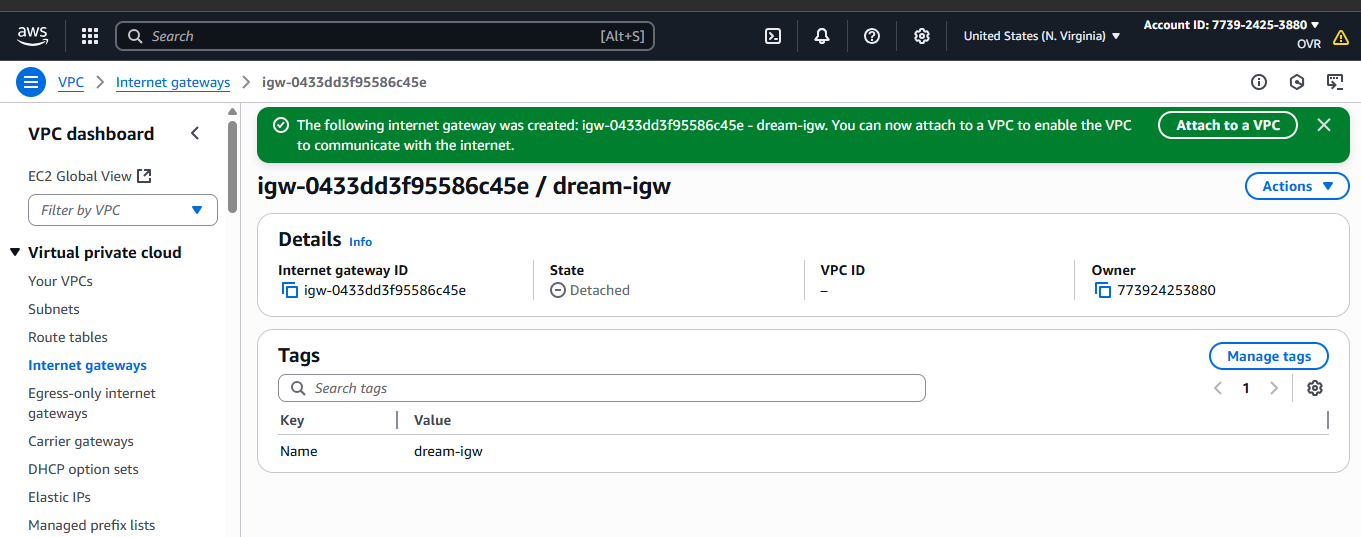 aws
Search
[Alt+S]
United States (N. Virginia)
Account ID: 7739-2425-3880
OVR
VPC
Internet gateways
igw-0433dd3f95586c45e
VPC dashboard
EC2 Global View
Filter by VPC
Virtual private cloud
Your VPCs
Subnets
Route tables
Internet gateways
Egress-only internet
gateways
Carrier gateways
DHCP option sets
Elastic IPs
Managed prefix lists
The following internet gateway was created: igw-0433dd3f95586c45e - dream-igw. You can now attach to a VPC to enable the VPC
to communicate with the internet.
Attach to a VPC
igw-0433dd3f95586c45e / dream-igw
Actions
Details Info
Internet gateway ID
igw-0433dd3f95586c45e
State
Detached
VPC ID
–
Owner
773924253880
Tags
Manage tags
Search tags
1
Key Value
Name dream-igw